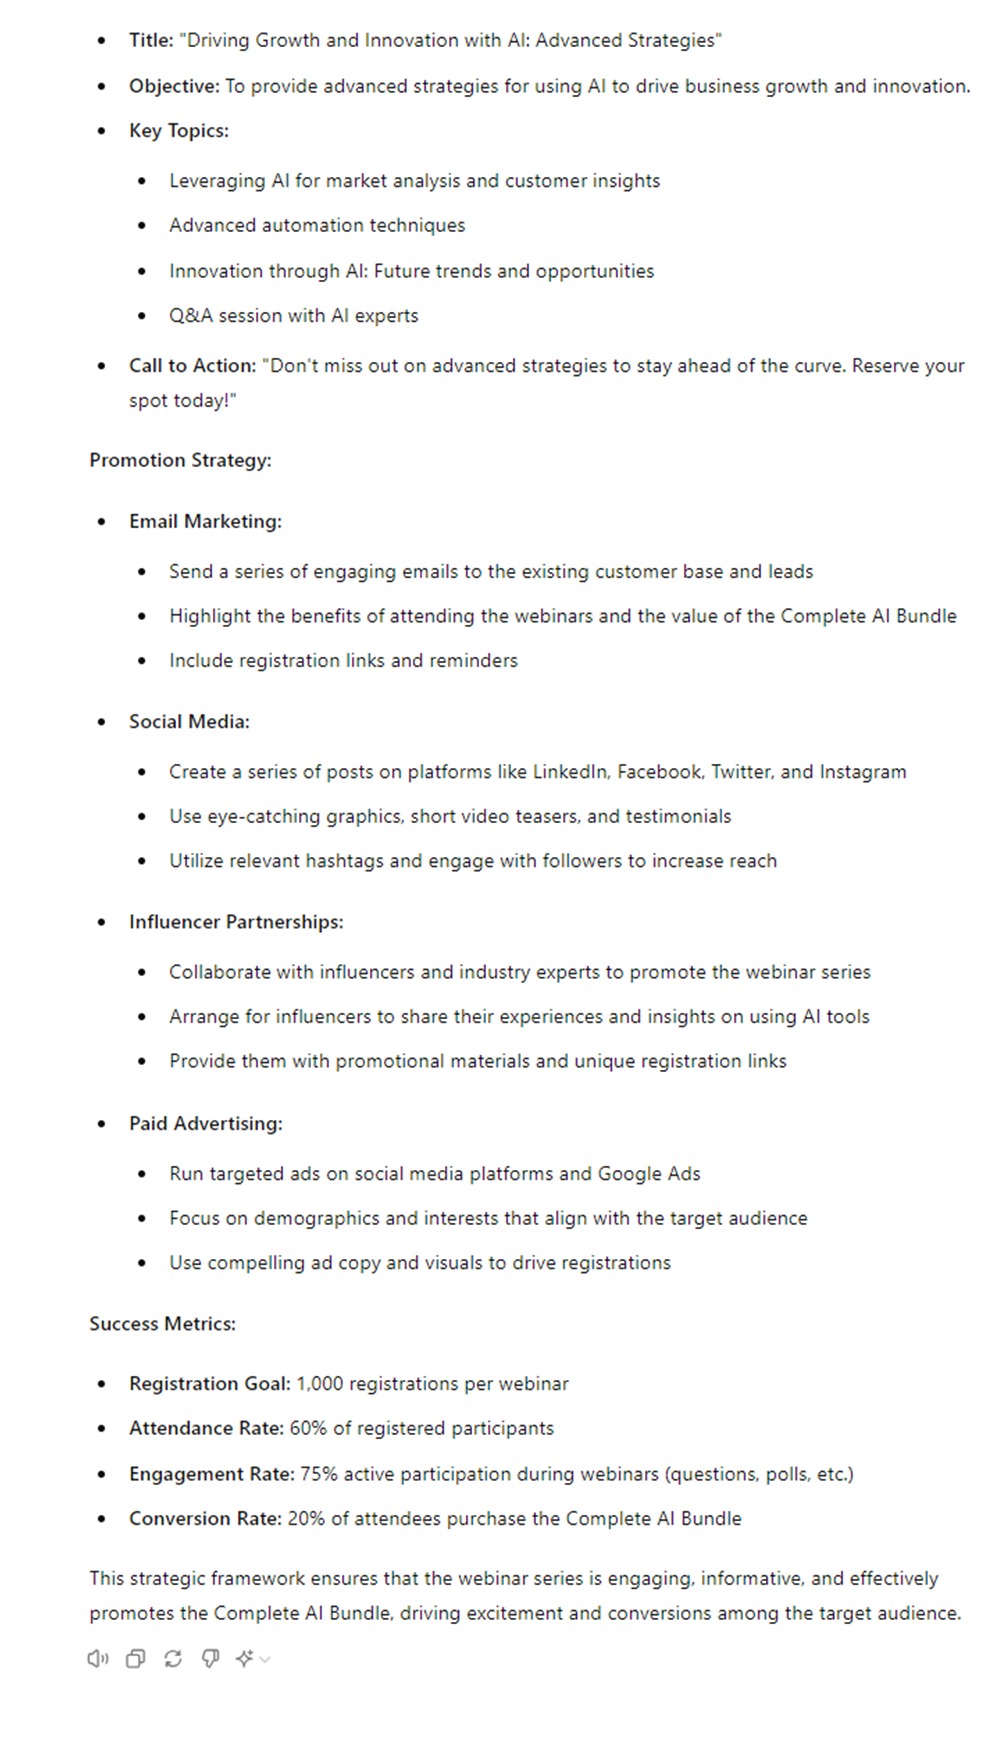 • Title: "Driving Growth and Innovation with AI: Advanced Strategies"
• Objective: To provide advanced strategies for using AI to drive business growth and innovation.
• Key Topics:
• Leveraging AI for market analysis and customer insights
• Advanced automation techniques
• Innovation through AI: Future trends and opportunities
• Q&A session with AI experts
• Call to Action: "Don't miss out on advanced strategies to stay ahead of the curve. Reserve your
spot today!"
Promotion Strategy:
• Email Marketing:
• Send a series of engaging emails to the existing customer base and leads
• Highlight the benefits of attending the webinars and the value of the Complete AI Bundle
• Include registration links and reminders
• Social Media:
• Create a series of posts on platforms like LinkedIn, Facebook, Twitter, and Instagram
• Use eye-catching graphics, short video teasers, and testimonials
• Utilize relevant hashtags and engage with followers to increase reach
• Influencer Partnerships:
• Collaborate with influencers and industry experts to promote the webinar series
• Arrange for influencers to share their experiences and insights on using AI tools
• Provide them with promotional materials and unique registration links
• Paid Advertising:
• Run targeted ads on social media platforms and Google Ads
• Focus on demographics and interests that align with the target audience
• Use compelling ad copy and visuals to drive registrations
Success Metrics:
• Registration Goal: 1,000 registrations per webinar
• Attendance Rate: 60% of registered participants
• Engagement Rate: 75% active participation during webinars (questions, polls, etc.)
• Conversion Rate: 20% of attendees purchase the Complete AI Bundle
This strategic framework ensures that the webinar series is engaging, informative, and effectively
promotes the Complete AI Bundle, driving excitement and conversions among the target audience.